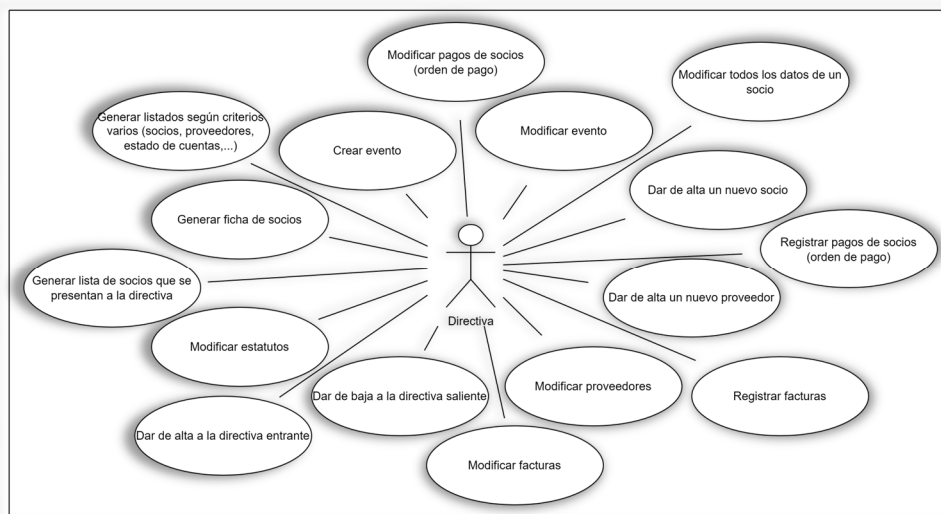 Modificar pagos de socios
(orden de pago)
Modificar todos los datos de un
socio
Generar listados según criterios
varios (socios, proveedores,
estado de cuentas,...)
Crear evento
Modificar evento
Dar de alta un nuevo socio
Generar ficha de socios
Registrar pagos de socios
(orden de pago)
Generar lista de socios que se
presentan a la directiva
Dar de alta un nuevo proveedor
Directiva
Modificar estatutos
Dar de baja a la directiva saliente
Modificar proveedores
Registrar facturas
Dar de alta a la directiva entrante
Modificar facturas